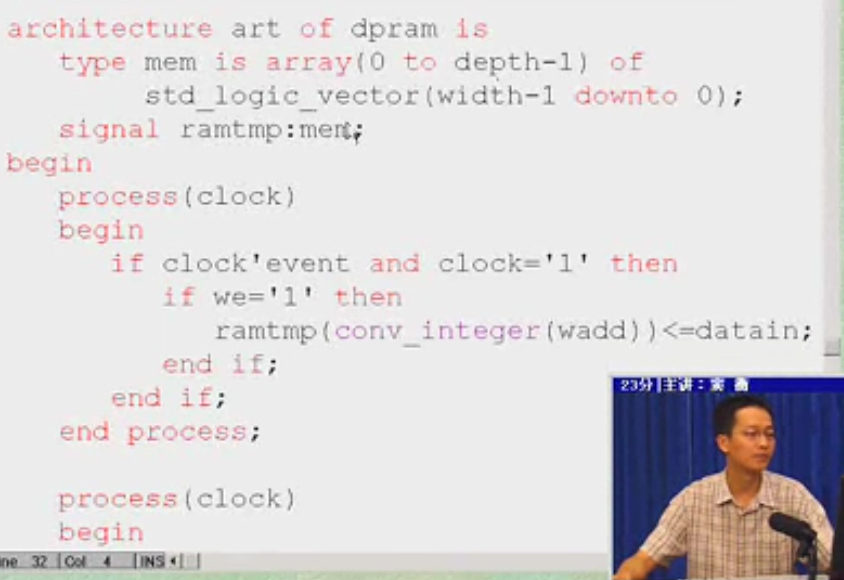 architecture art of dpram is
type mem is array(0 to depth-1) of
std_logic_vector(width-1 downto 0);
signal ramtmp:mem;
begin
process(clock)
begin
if clock'event and clock='1' then
if we='1' then
ramtmp(conv_integer(wadd))<=datain;
end if;
end if;
end process;
process(clock)
begin
23分 主讲:
ne 32 Col 4 INS